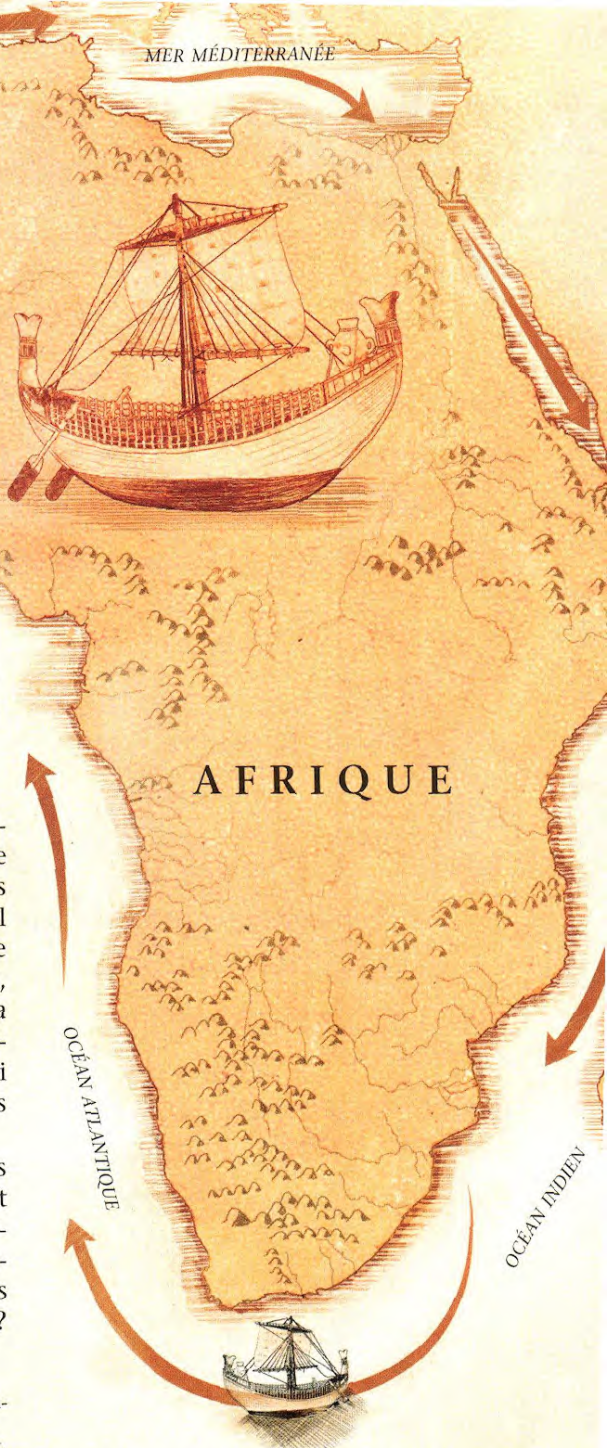 MER MÉDITERRANÉE
AFRIQUE
-
e
s
l
e
,
a
-
i
s
s
t
-
-
s
?
-
-
OCÉAN ATLANTIQUE
OCÉAN INDIEN